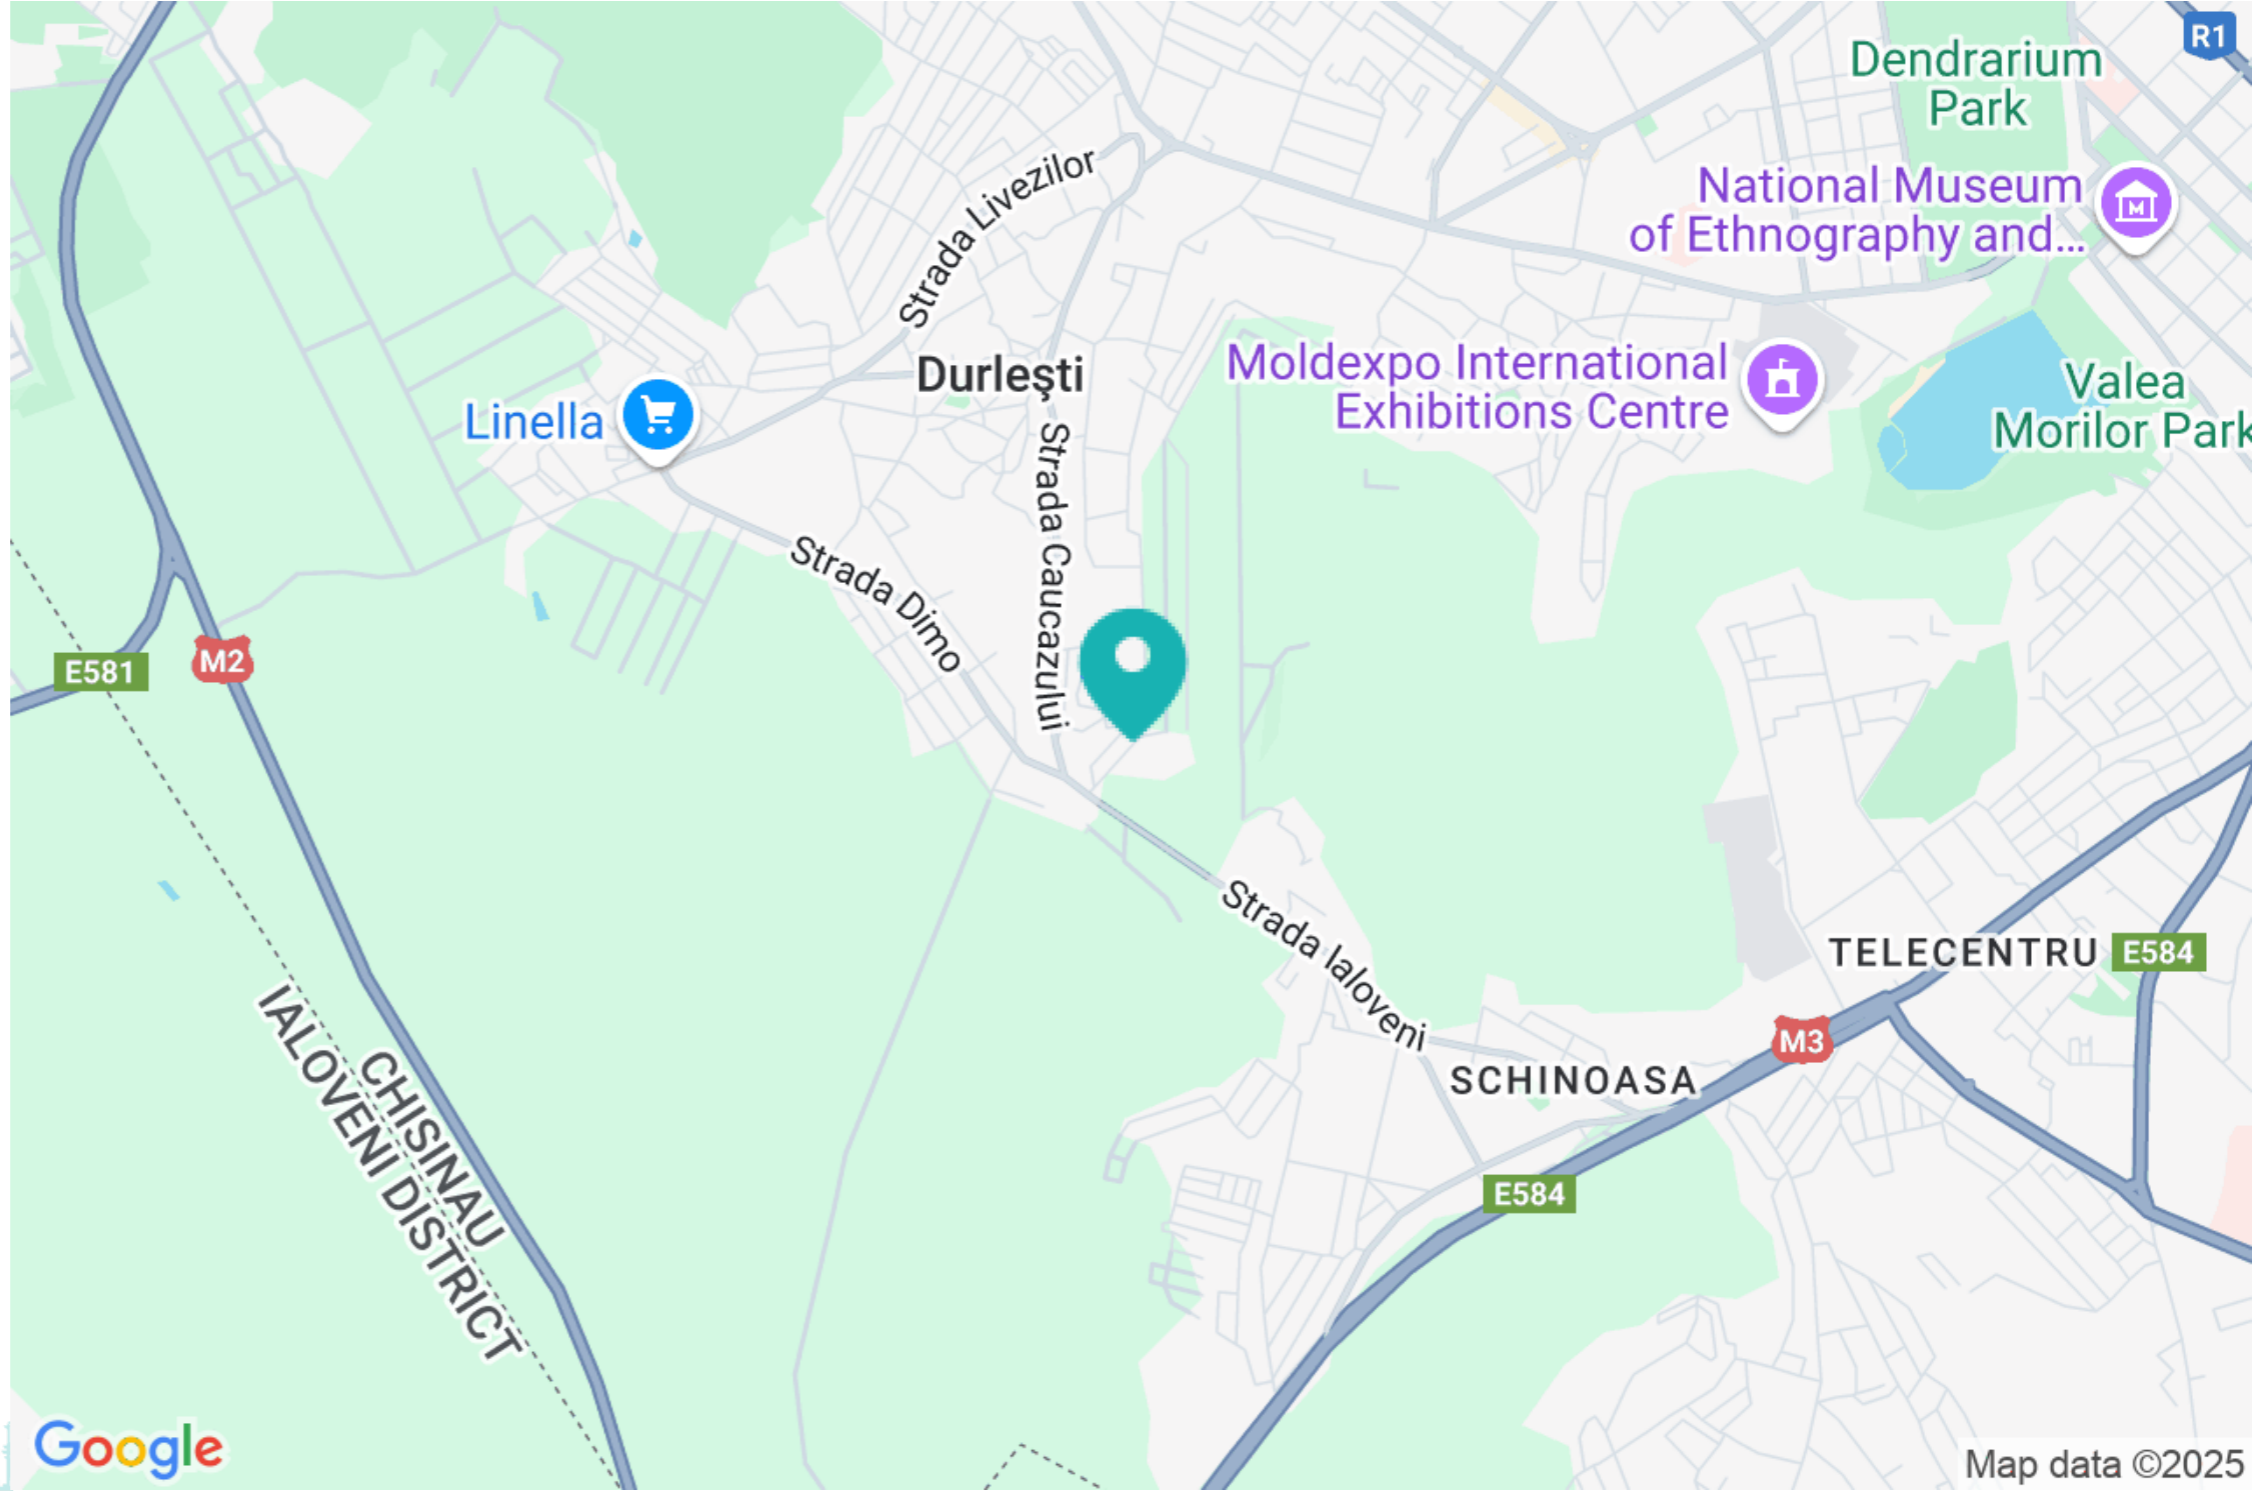 R1
Dendrarium
Park
National Museum
of Ethnography and...
Strada Livezilor
Durlești
Moldexpo International
Exhibitions Centre
Valea
Morilor Park
Linella
Strada Caucazului
Strada Dimo
E581
M2
Strada Ialoveni
TELECENTRU
E584
M3
SCHINOASA
E584
CHISINAU
IALOVENI DISTRICT
Google
Map data ©2025